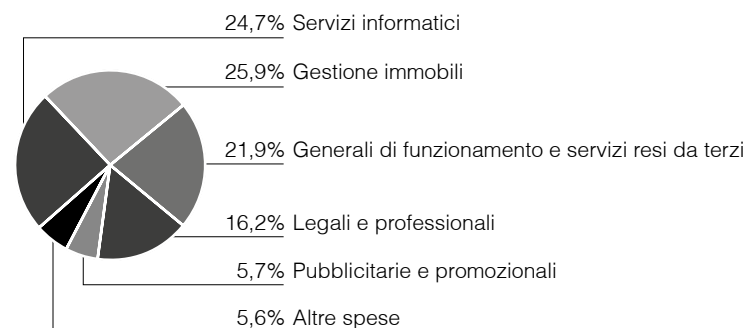 24,7% Servizi informatici
25,9% Gestione immobili
21,9% Generali di funzionamento e servizi resi da terzi
16,2% Legali e professionali
5,7% Pubblicitarie e promozionali
5,6% Altre spese